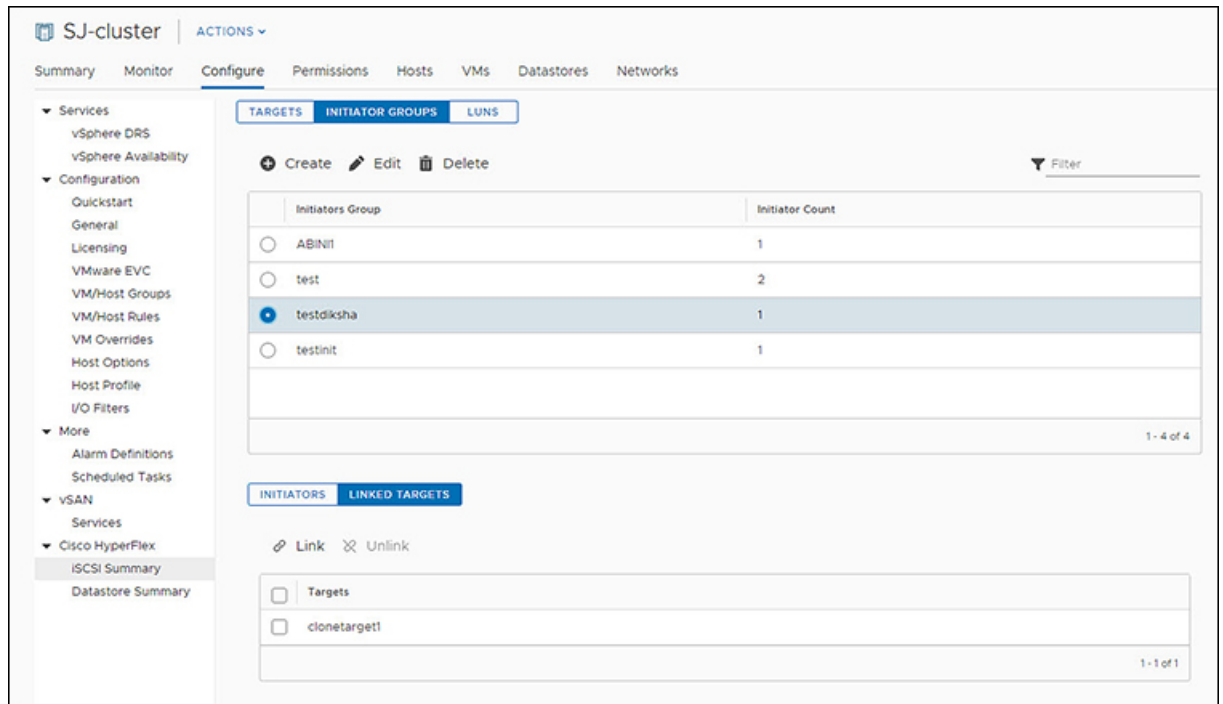 SJ-cluster ACTIONS
Summary Monitor Configure Permissions Hosts VMs Datastores Networks
Services
vSphere DRS
vSphere Availability
Configuration
Quickstart
General
Licensing
VMware EVC
VM/Host Groups
VM/Host Rules
VM Overrides
Host Options
Host Profile
I/O Filters
More
Alarm Definitions
Scheduled Tasks
vSAN
Services
Cisco HyperFlex
iSCSI Summary
Datastore Summary
TARGETS INITIATOR GROUPS LUNS
Create Edit Delete Filter
Initiators Group Initiator Count
ABINI1 1
test 2
testdiksha 1
testinit 1
1 - 4 of 4
INITIATORS LINKED TARGETS
Link Unlink
Targets
clonetarget1
1 - 1 of 1